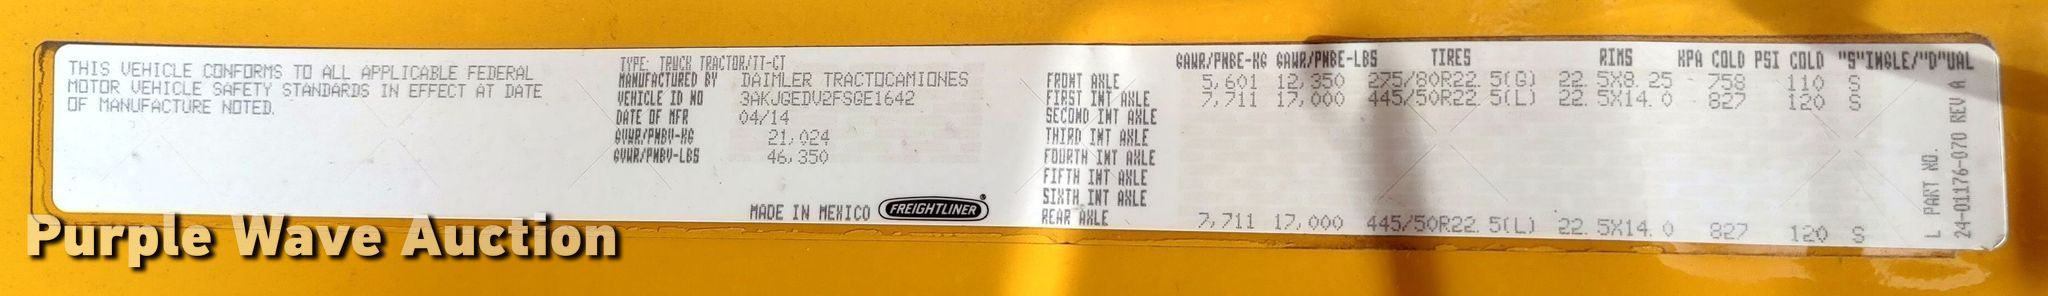 THIS VEHICLE CONFORMS TO ALL APPLICABLE FEDERAL
MOTOR VEHICLE SAFETY STANDARDS IN EFFECT AT DATE
OF MANUFACTURE NOTED.
TYPE: TRUCK TRACTOR/TT-CT
MANUFACTURED BY DAIMLER TRACTOCAMIONES
VEHICLE ID NO 3AKJGEDV2FSGE1642
DATE OF MFR 04/14
GVWR/PNBV-KG 21,024
GVWR/PNBV-LBS 46,350
MADE IN MEXICO FREIGHTLINER®
GAWR/PNBE-KG GAWR/PNBE-LBS TIRES RIMS KPA COLD PSI COLD "S"INGLE/"D"UAL
FRONT AXLE 5,601 12,350 275/80R22.5(G) 22.5X8.25 758 110 S
FIRST INT AXLE 7,711 17,000 445/50R22.5(L) 22.5X14.0 827 120 S
SECOND INT AXLE
THIRD INT AXLE
FOURTH INT AXLE
FIFTH INT AXLE
SIXTH INT AXLE
REAR AXLE 7,711 17,000 445/50R22.5(L) 22.5X14.0 827 120 S
L PART NO.
24-01176-070 REV A
Purple Wave Auction